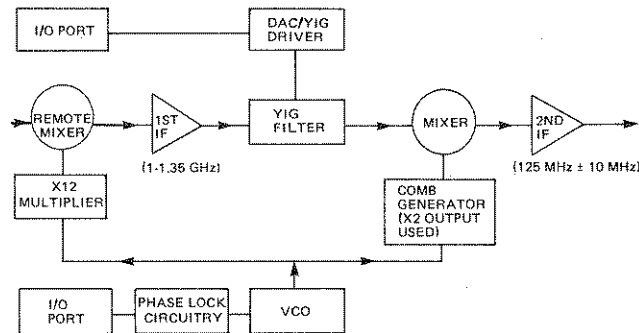 I/O PORT
DAC/YIG
DRIVER
REMOTE
MIXER
1ST
IF
(1-1.35 GHz)
YIG
FILTER
MIXER
2ND
IF
(125 MHz ± 10 MHz)
X12
MULTIPLIER
COMB
GENERATOR
(X2 OUTPUT
USED)
I/O
PORT
PHASE LOCK
CIRCUITRY
VCO